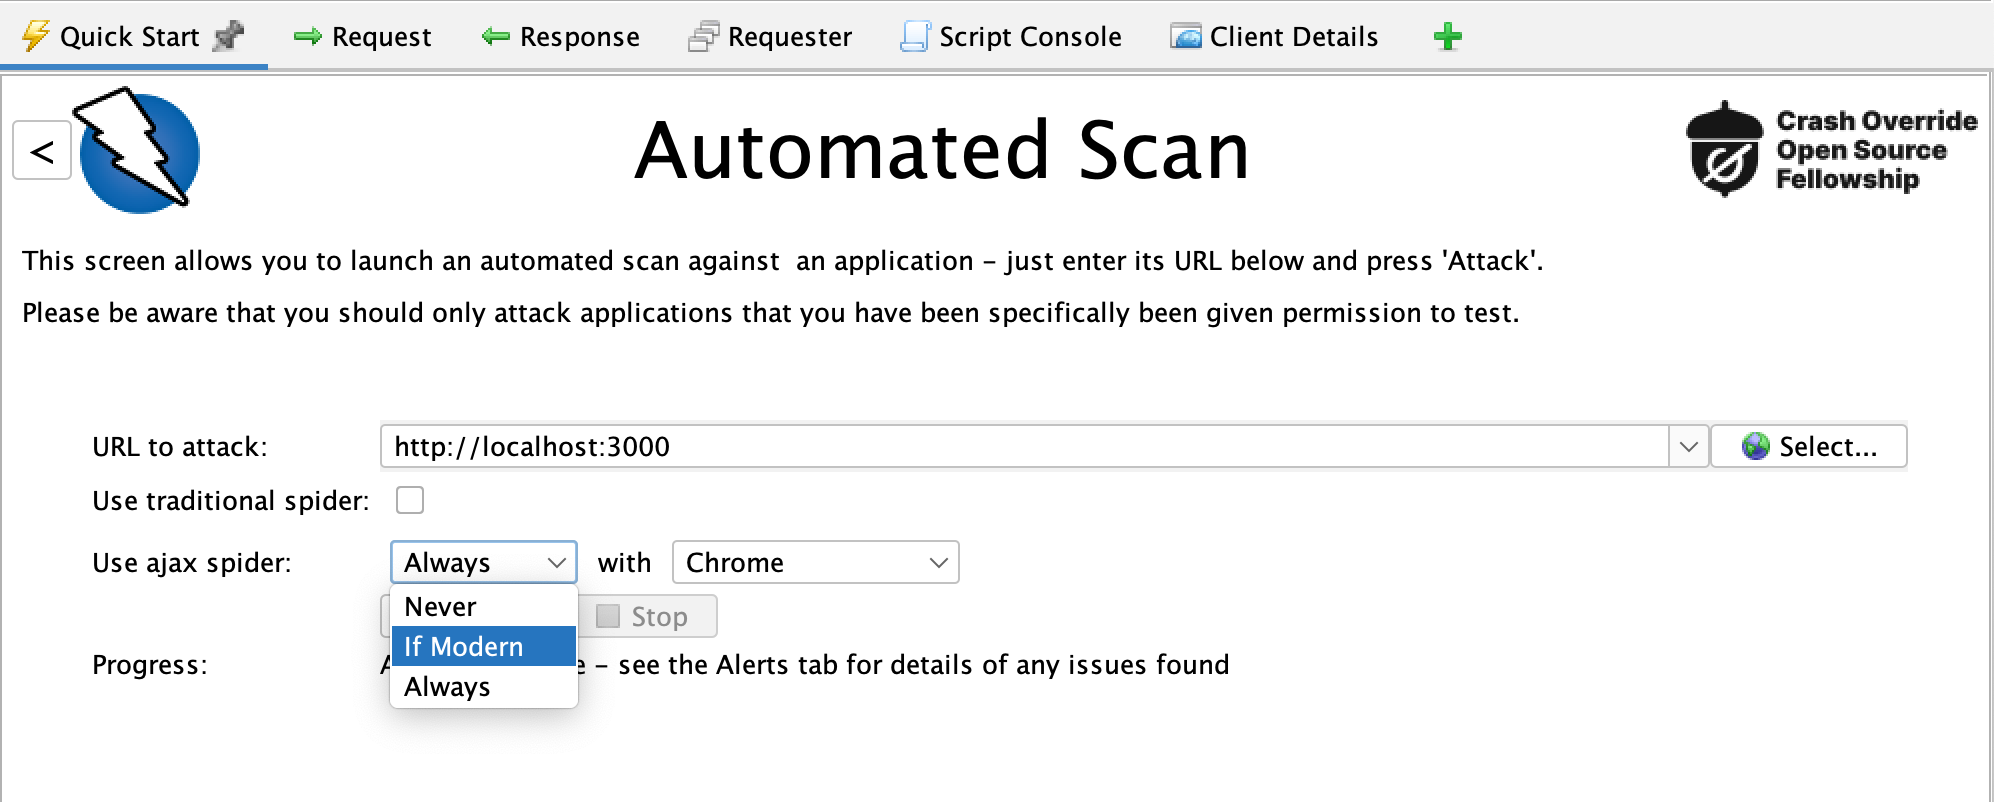 Quick Start Request Response Requester Script Console Client Details
<
Automated Scan
Crash Override
Open Source
Fellowship
This screen allows you to launch an automated scan against  an application – just enter its URL below and press 'Attack'.
Please be aware that you should only attack applications that you have been specifically been given permission to test.
URL to attack: http://localhost:3000 Select...
Use traditional spider:
Use ajax spider: Always with Chrome
Never
Stop
If Modern
Progress: – see the Alerts tab for details of any issues found
Always